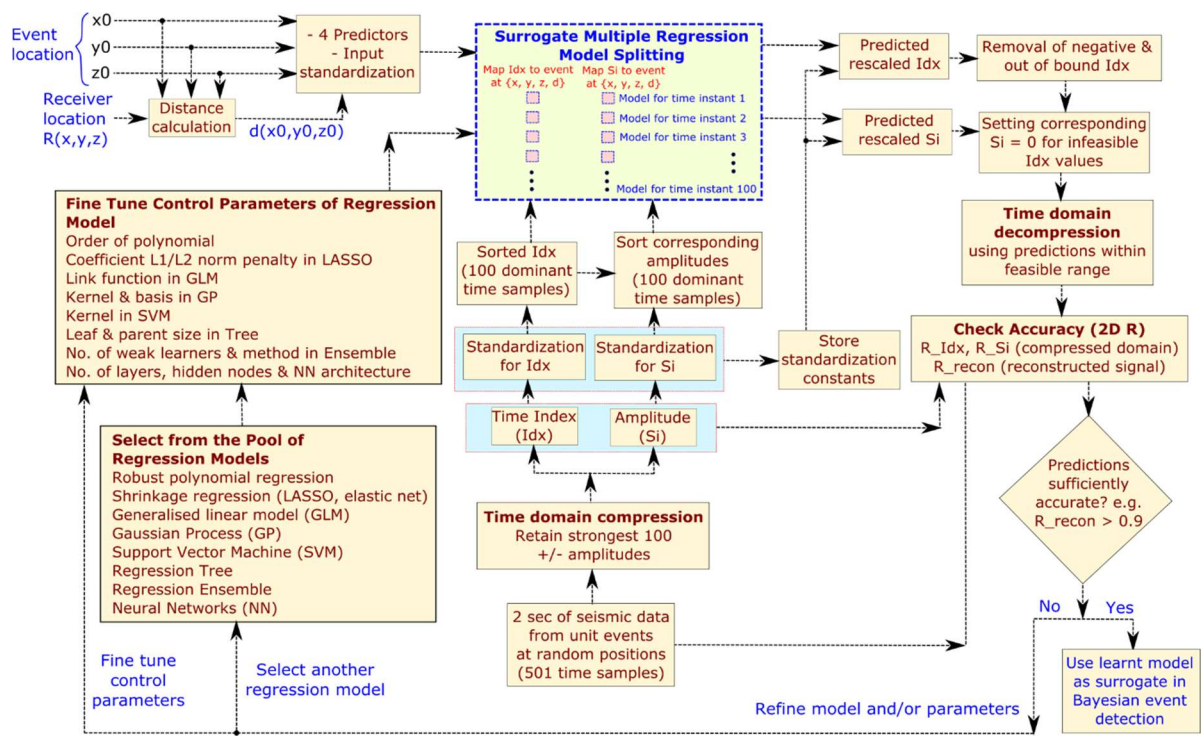 Event
location
x0
y0
z0
Receiver
location
R(x,y,z)
Distance
calculation
d(x0,y0,z0)
- 4 Predictors
- Input
standardization
Surrogate Multiple Regression
Model Splitting
Map Idx to event
at {x, y, z, d}
Map Si to event
at {x, y, z, d}
Model for time instant 1
Model for time instant 2
Model for time instant 3
Model for time instant 100
Predicted
rescaled Idx
Predicted
rescaled Si
Removal of negative &
out of bound Idx
Setting corresponding
Si = 0 for infeasible
Idx values
Time domain
decompression
using predictions within
feasible range
Check Accuracy (2D R)
R_Idx, R_Si (compressed domain)
R_recon (reconstructed signal)
Predictions
sufficiently
accurate? e.g.
R_recon > 0.9
No
Yes
Use learnt model
as surrogate in
Bayesian event
detection
Refine model and/or parameters
Fine Tune Control Parameters of Regression
Model
Order of polynomial
Coefficient L1/L2 norm penalty in LASSO
Link function in GLM
Kernel & basis in GP
Kernel in SVM
Leaf & parent size in Tree
No. of weak learners & method in Ensemble
No. of layers, hidden nodes & NN architecture
Select from the Pool of
Regression Models
Robust polynomial regression
Shrinkage regression (LASSO, elastic net)
Generalised linear model (GLM)
Gaussian Process (GP)
Support Vector Machine (SVM)
Regression Tree
Regression Ensemble
Neural Networks (NN)
Fine tune
control
parameters
Select another
regression model
Sorted Idx
(100 dominant
time samples)
Sort corresponding
amplitudes
(100 dominant
time samples)
Standardization
for Idx
Standardization
for Si
Store
standardization
constants
Time Index
(Idx)
Amplitude
(Si)
Time domain compression
Retain strongest 100
+/- amplitudes
2 sec of seismic data
from unit events
at random positions
(501 time samples)